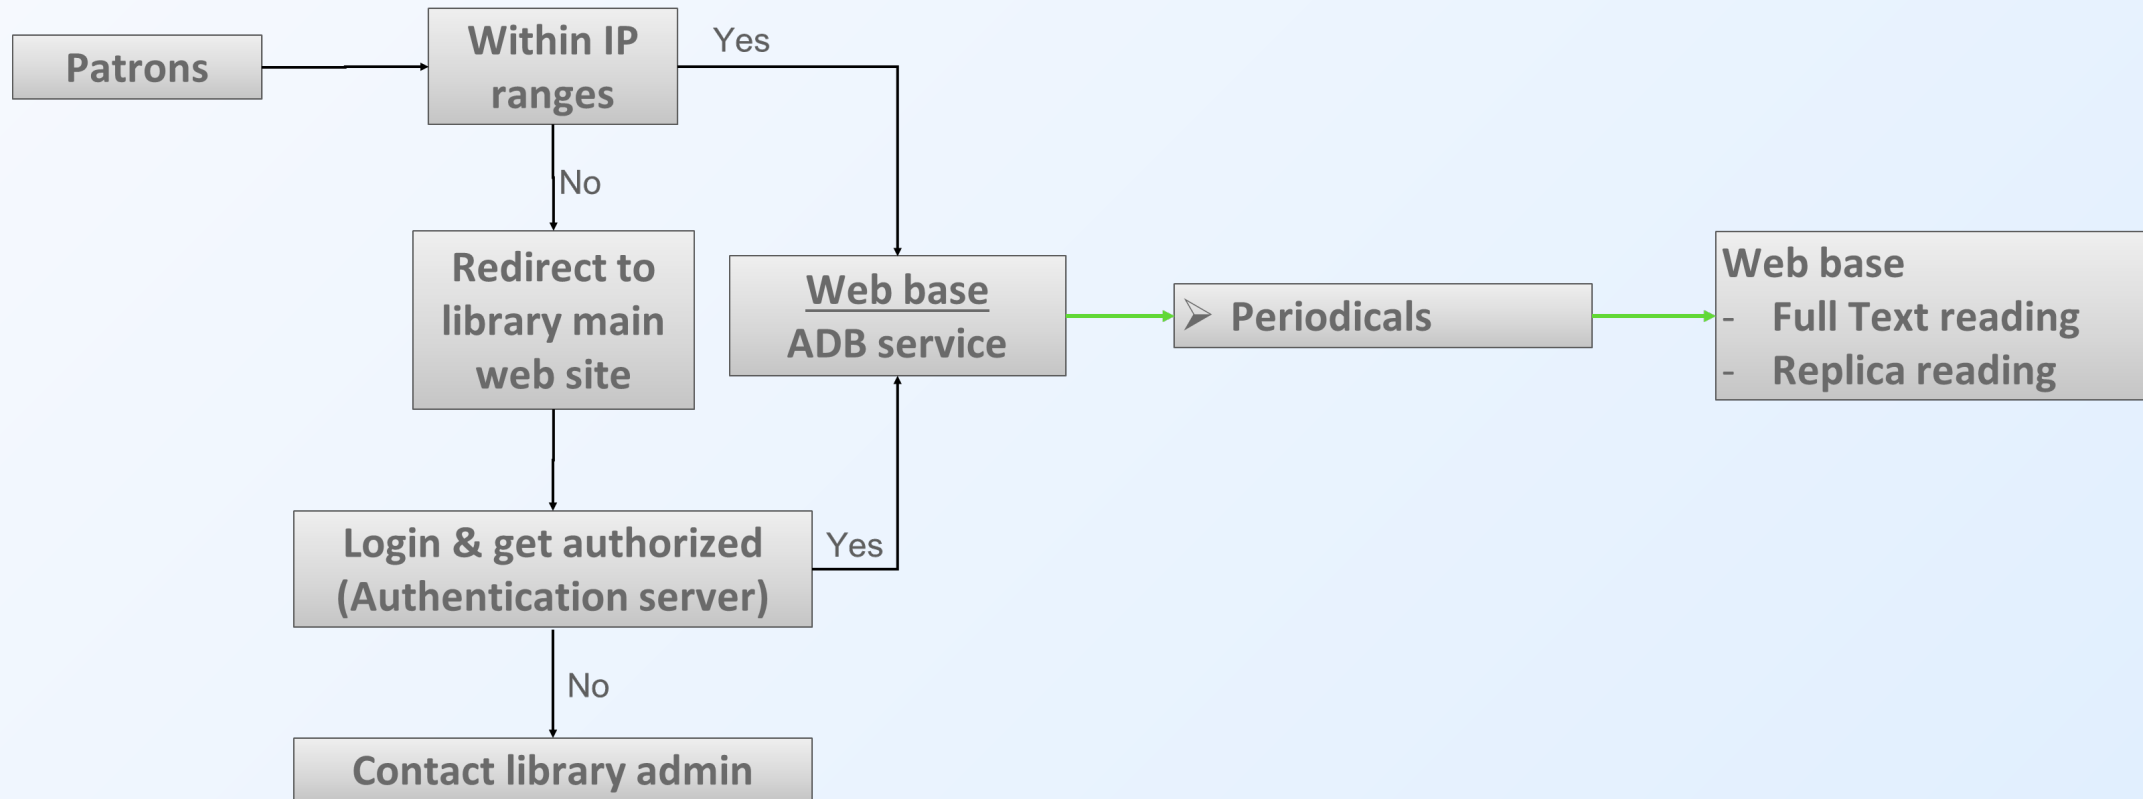 Patrons
Within IP
ranges
Yes
No
Redirect to
library main
web site
Web base
ADB service
➢ Periodicals
Web base
- Full Text reading
- Replica reading
Login & get authorized
(Authentication server)
Yes
No
Contact library admin